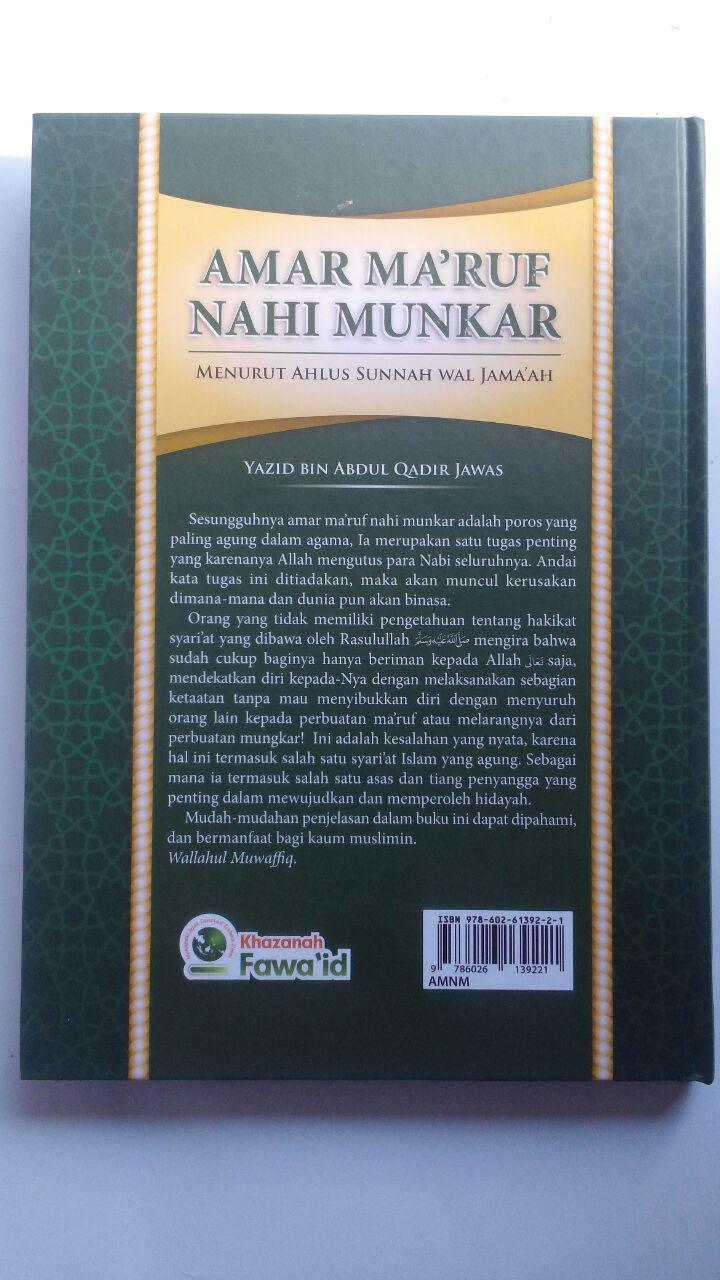 AMAR MA'RUF
NAHI MUNKAR
MENURUT AHLUS SUNNAH WAL JAMA'AH
YAZID BIN ABDUL QADIR JAWAS
Sesungguhnya amar ma'ruf nahi munkar adalah poros yang
paling agung dalam agama, Ia merupakan satu tugas penting
yang karenanya Allah mengutus para Nabi seluruhnya. Andai
kata tugas ini ditiadakan, maka akan muncul kerusakan
dimana-mana dan dunia pun akan binasa.
Orang yang tidak memiliki pengetahuan tentang hakikat
syari'at yang dibawa oleh Rasulullah صَلَّى اللَّهُ عَلَيْهِ وَسَلَّمَ mengira bahwa
sudah cukup baginya hanya beriman kepada Allah تَعَالَى saja,
mendekatkan diri kepada-Nya dengan melaksanakan sebagian
ketaatan tanpa mau menyibukkan diri dengan menyuruh
orang lain kepada perbuatan ma'ruf atau melarangnya dari
perbuatan mungkar! Ini adalah kesalahan yang nyata, karena
hal ini termasuk salah satu syari'at Islam yang agung. Sebagai
mana ia termasuk salah satu asas dan tiang penyangga yang
penting dalam mewujudkan dan memperoleh hidayah.
Mudah-mudahan penjelasan dalam buku ini dapat dipahami,
dan bermanfaat bagi kaum muslimin.
Wallahul Muwaffiq.
Khazanah
Fawa'id
ISBN 978-602-61392-2-1
9 786026 139221
AMNM